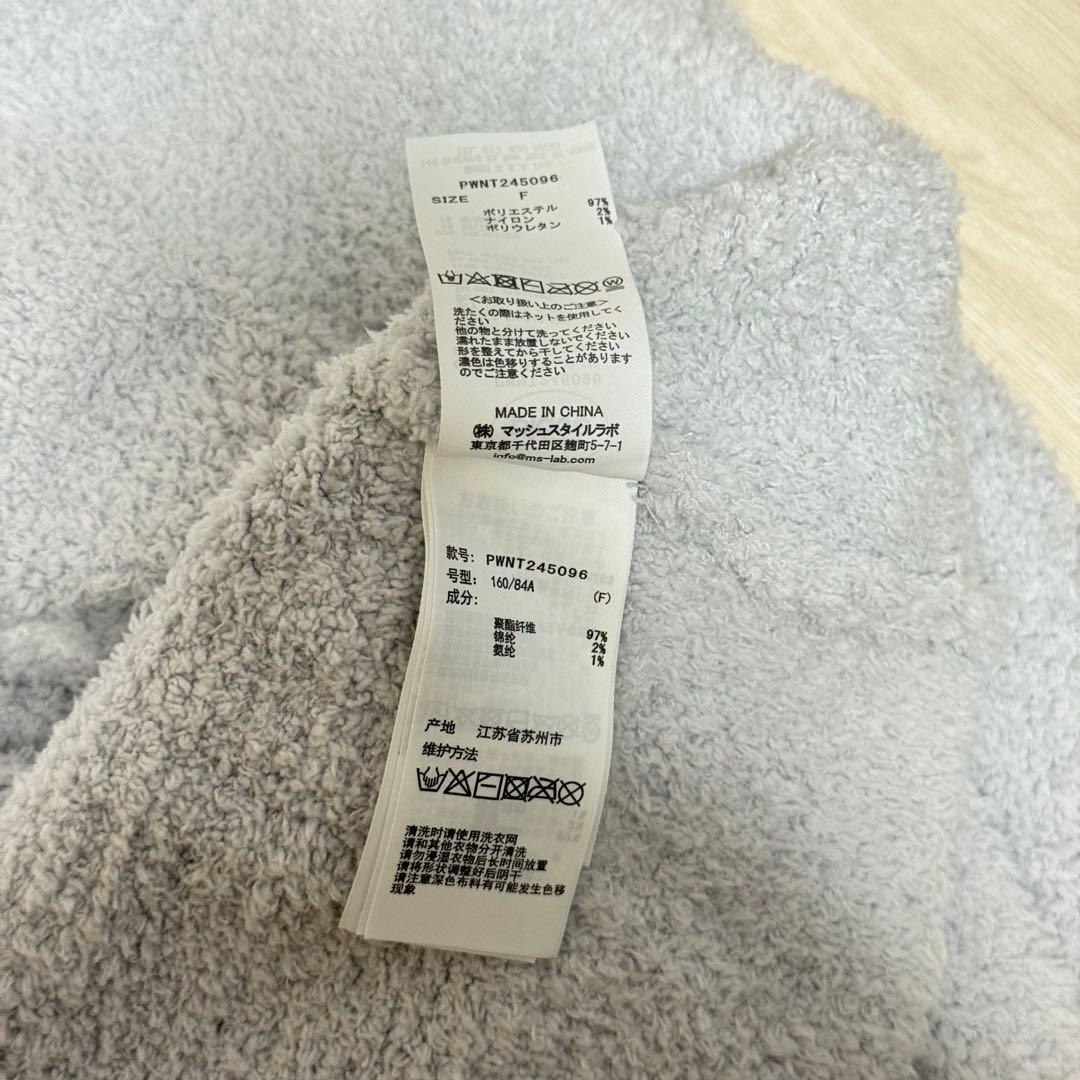 PWNT245096
SIZE F
ポリエステル 97%
ナイロン 2%
ポリウレタン 1%
<お取り扱い上のご注意>
洗たくの際はネットを使用してく
ださい
他の物と分けて洗ってください
濡れたまま放置しないでください
形を整えてから干してください
濃色は色移りすることがあります
のでご注意ください
MADE IN CHINA
(株) マッシュスタイルラボ
東京都千代田区麹町5-7-1
info@ms-lab.com
款号: PWNT245096
号型: 160/84A (F)
成分:
聚酯纤维 97%
锦纶 2%
氨纶 1%
产地 江苏省苏州市
维护方法
清洗时请使用洗衣网
请和其他衣物分开清洗
请勿浸湿衣物后长时间放置
请将形状调整好后阴干
请注意深色布料有可能发生色移
现象